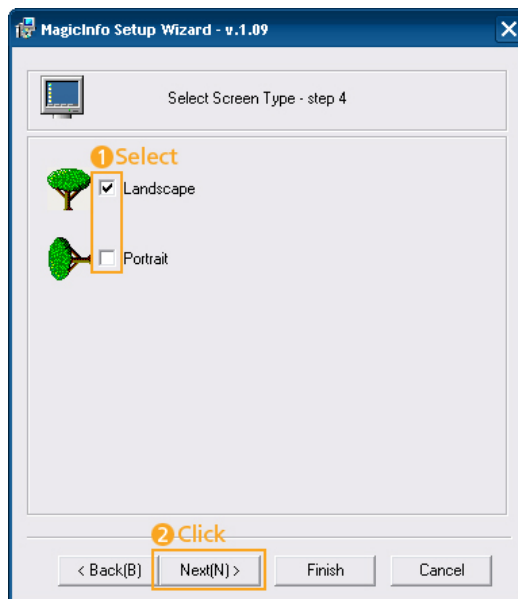 MagicInfo Setup Wizard - v.1.09
Select Screen Type - step 4
1 Select
Landscape
Portrait
2 Click
< Back(B) Next(N) > Finish Cancel